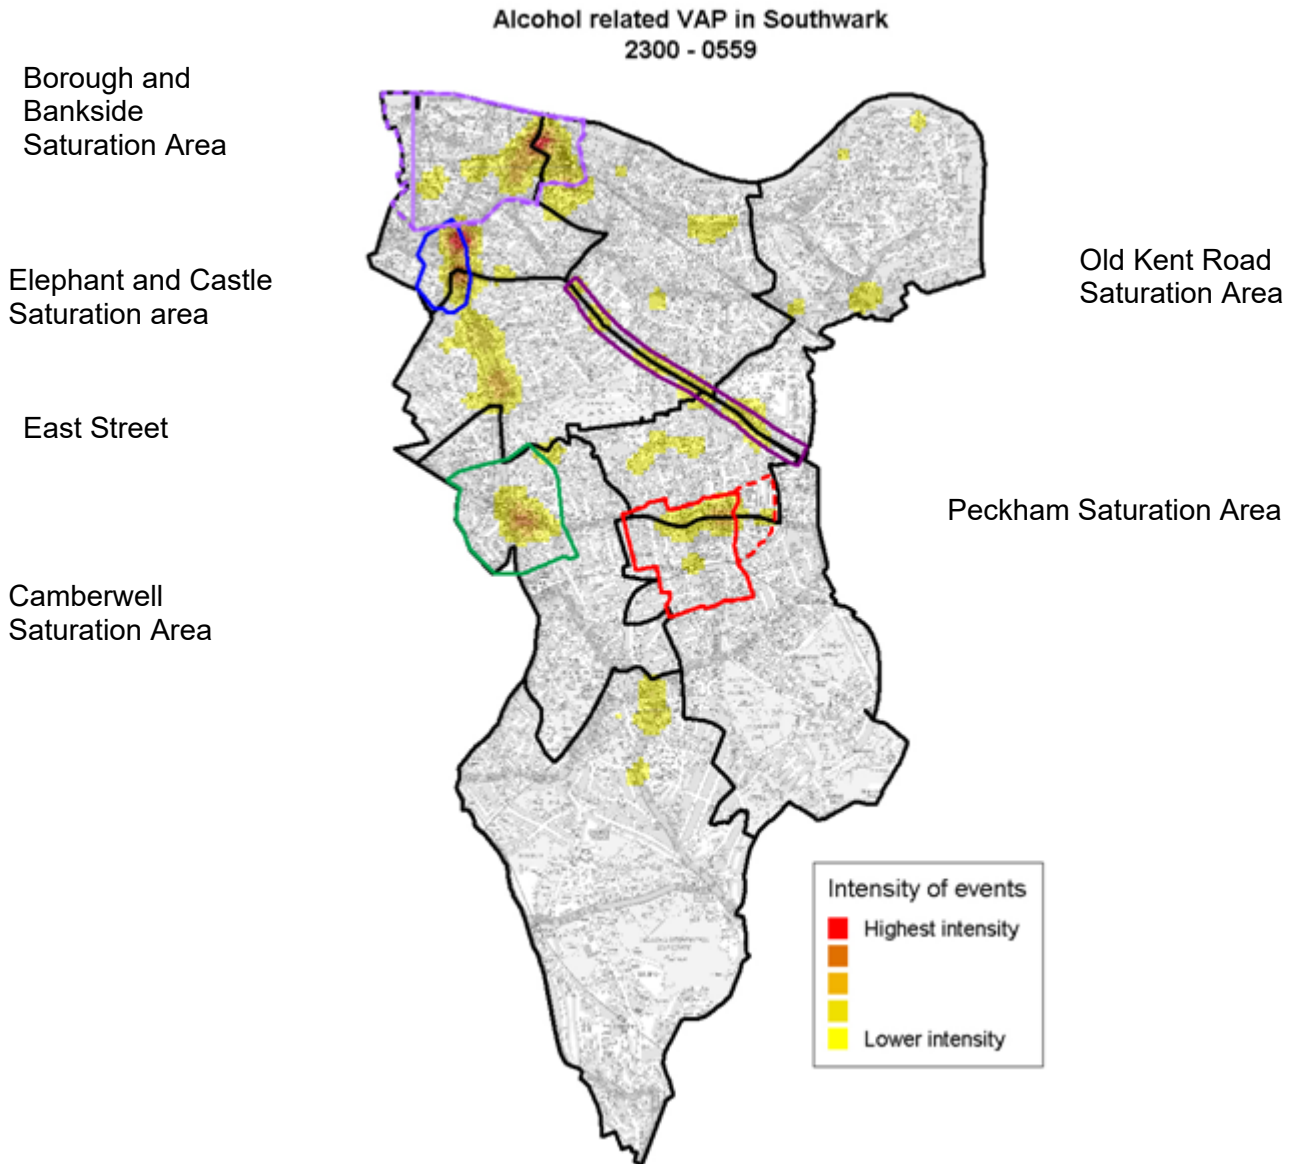 Alcohol related VAP in Southwark
2300 - 0559
Borough and
Bankside
Saturation Area
Elephant and Castle
Saturation area
Old Kent Road
Saturation Area
East Street
Peckham Saturation Area
Camberwell
Saturation Area
Intensity of events
Highest intensity
Lower intensity